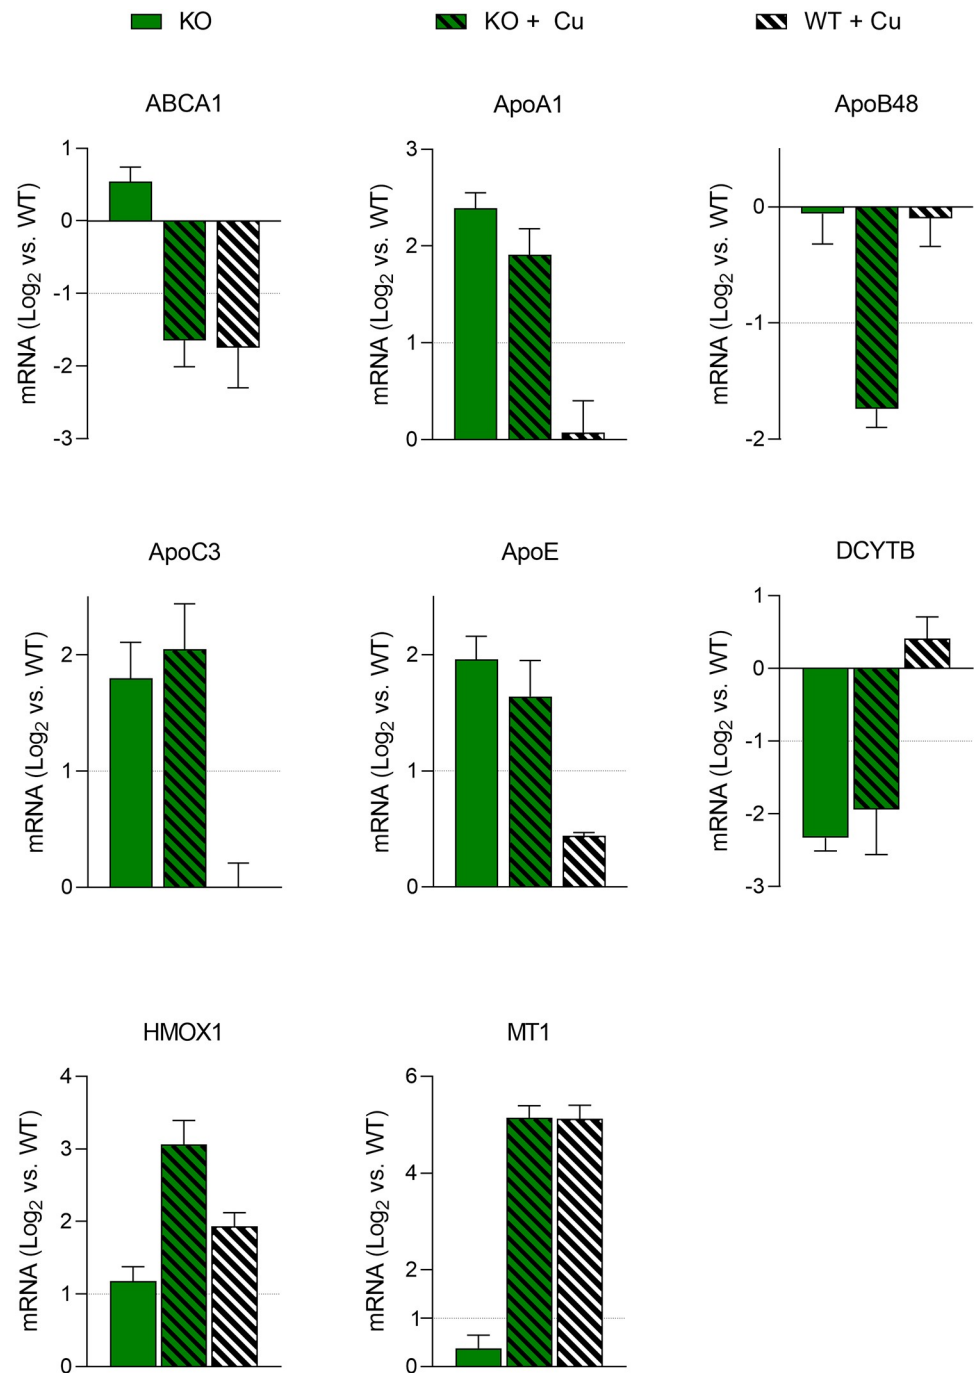 KO
KO + Cu
WT + Cu
ABCA1
mRNA (Log2 vs. WT)
1
0
-1
-2
-3
ApoA1
mRNA (Log2 vs. WT)
3
2
1
0
ApoB48
mRNA (Log2 vs. WT)
0
-1
-2
ApoC3
mRNA (Log2 vs. WT)
2
1
0
ApoE
mRNA (Log2 vs. WT)
2
1
0
DCYTB
mRNA (Log2 vs. WT)
1
0
-1
-2
-3
HMOX1
mRNA (Log2 vs. WT)
4
3
2
1
0
MT1
mRNA (Log2 vs. WT)
6
4
2
1
0